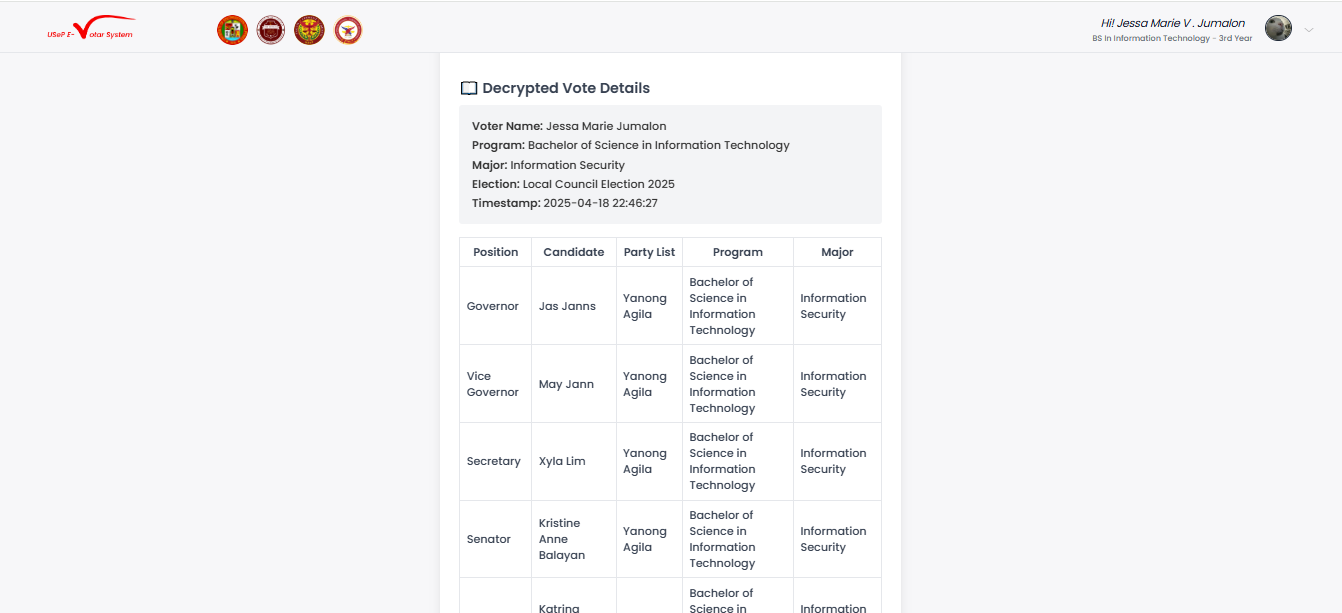 USeP E-Votar System
Hi! Jessa Marie V . Jumalon
BS in Information Technology - 3rd Year
Decrypted Vote Details
Voter Name: Jessa Marie Jumalon
Program: Bachelor of Science in Information Technology
Major: Information Security
Election: Local Council Election 2025
Timestamp: 2025-04-18 22:46:27
Position Candidate Party List Program Major
Governor Jas Janns Yanong Agila Bachelor of Science in Information Technology Information Security
Vice Governor May Jann Yanong Agila Bachelor of Science in Information Technology Information Security
Secretary Xyla Lim Yanong Agila Bachelor of Science in Information Technology Information Security
Senator Kristine Anne Balayan Yanong Agila Bachelor of Science in Information Technology Information Security
Katrina Bachelor of Science in Information